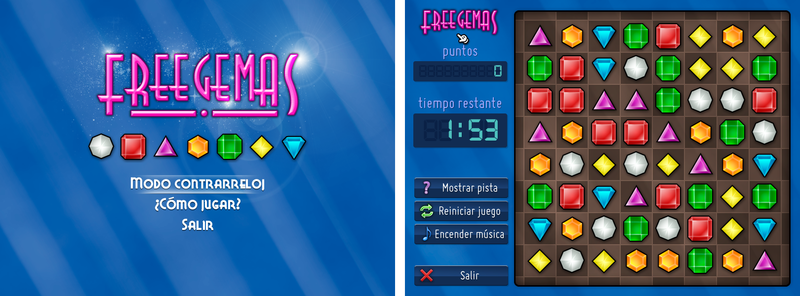 FREEGEMAS
Modo contrarreloj
¿Cómo jugar?
Salir
FREEGEMAS
puntos
0
tiempo restante
1:53
? Mostrar pista
Reiniciar juego
Encender música
Salir